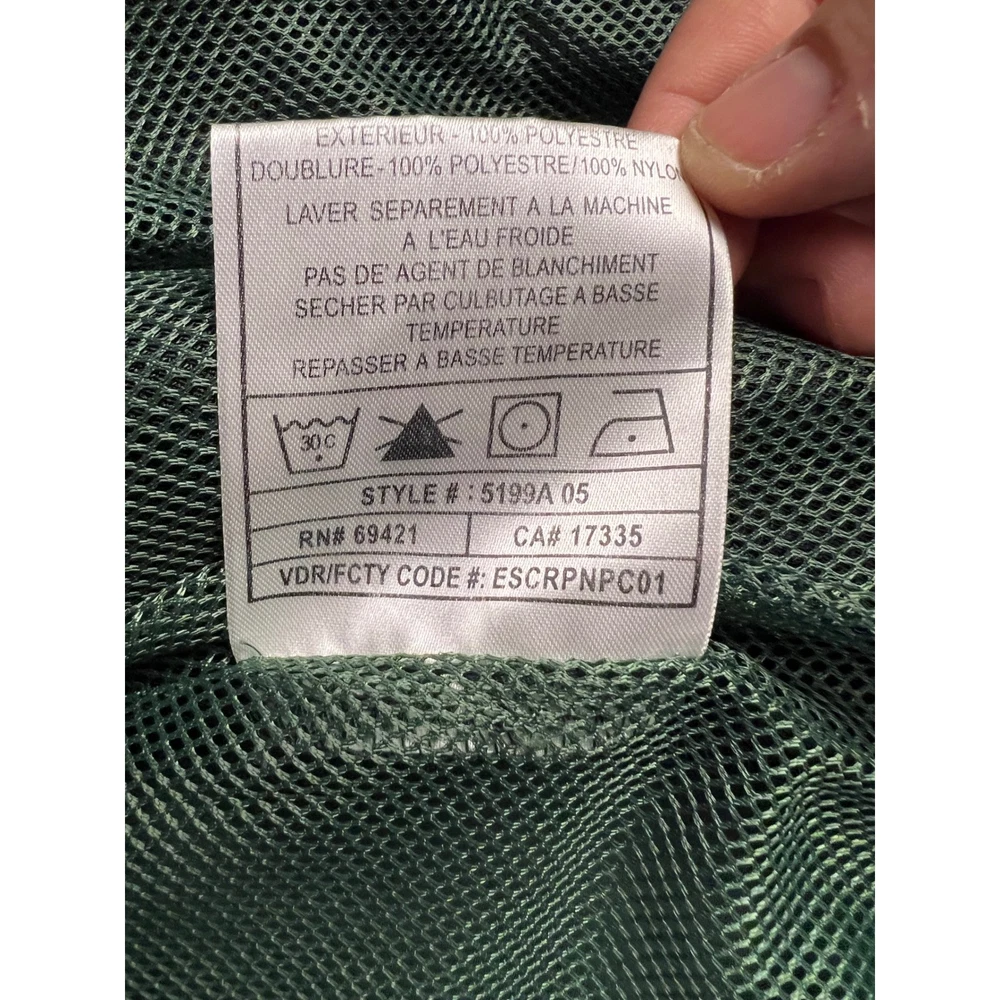 EXTERIEUR - 100% POLYESTRE
DOUBLURE-100% POLYESTRE/100% NYLON
LAVER SEPAREMENT A LA MACHINE
A L'EAU FROIDE
PAS DE' AGENT DE BLANCHIMENT
SECHER PAR CULBUTAGE A BASSE
TEMPERATURE
REPASSER A BASSE TEMPERATURE
30 C
STYLE # : 5199A 05
RN# 69421 CA# 17335
VDR/FCTY CODE #: ESCRPNPC01